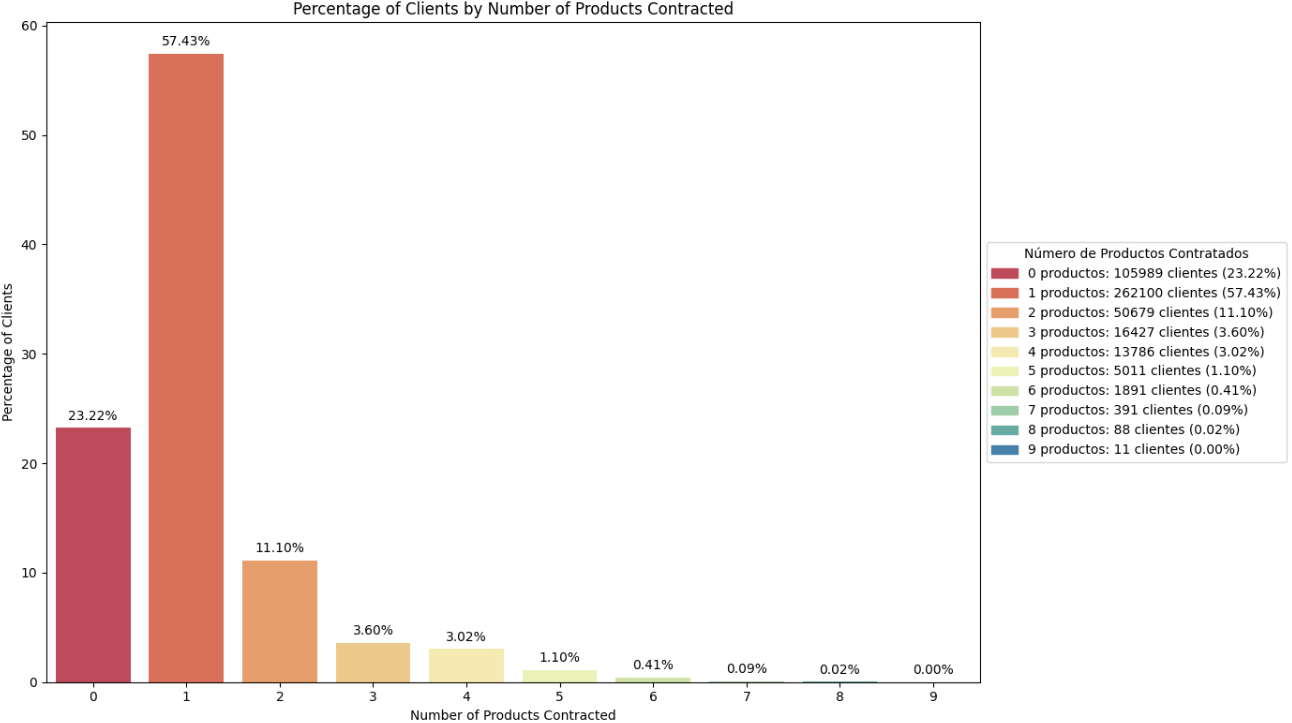 Percentage of Clients by Number of Products Contracted
60
50
40
30
20
10
0
Percentage of Clients
23.22%
57.43%
11.10%
3.60%
3.02%
1.10%
0.41%
0.09%
0.02%
0.00%
0 1 2 3 4 5 6 7 8 9
Number of Products Contracted
Número de Productos Contratados
0 productos: 105989 clientes (23.22%)
1 productos: 262100 clientes (57.43%)
2 productos: 50679 clientes (11.10%)
3 productos: 16427 clientes (3.60%)
4 productos: 13786 clientes (3.02%)
5 productos: 5011 clientes (1.10%)
6 productos: 1891 clientes (0.41%)
7 productos: 391 clientes (0.09%)
8 productos: 88 clientes (0.02%)
9 productos: 11 clientes (0.00%)